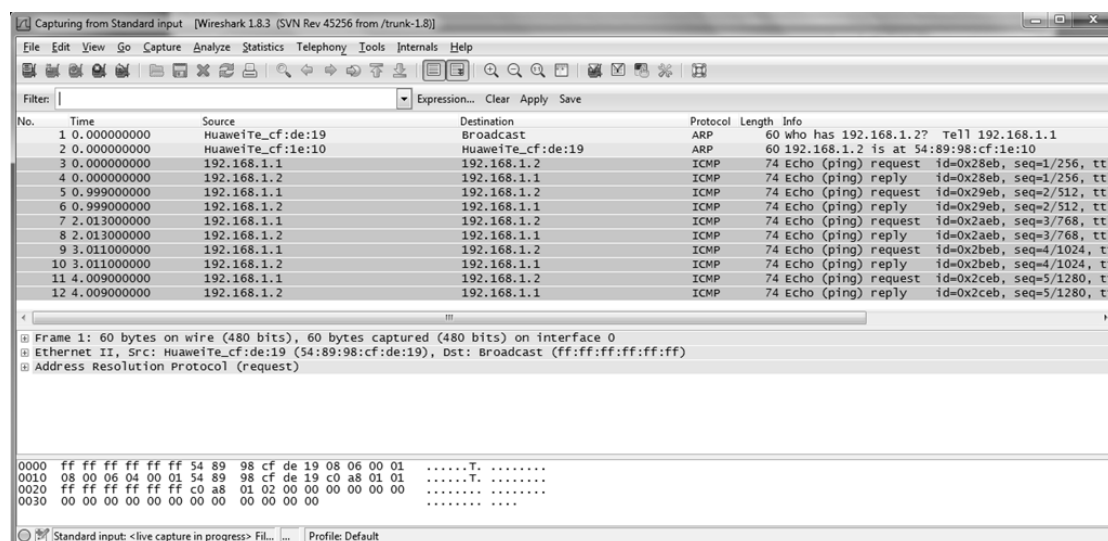 Capturing from Standard input [Wireshark 1.8.3 (SVN Rev 45256 from /trunk-1.8)]
File Edit View Go Capture Analyze Statistics Telephony Tools Internals Help
Filter: Expression... Clear Apply Save
No. Time Source Destination Protocol Length Info
1 0.000000000 HuaweiTe_cf:de:19 Broadcast ARP 60 who has 192.168.1.2? Tell 192.168.1.1
2 0.000000000 HuaweiTe_cf:1e:10 HuaweiTe_cf:de:19 ARP 60 192.168.1.2 is at 54:89:98:cf:1e:10
3 0.000000000 192.168.1.1 192.168.1.2 ICMP 74 Echo (ping) request id=0x28eb, seq=1/256, tt
4 0.000000000 192.168.1.2 192.168.1.1 ICMP 74 Echo (ping) reply id=0x28eb, seq=1/256, tt
5 0.999000000 192.168.1.1 192.168.1.2 ICMP 74 Echo (ping) request id=0x29eb, seq=2/512, tt
6 0.999000000 192.168.1.2 192.168.1.1 ICMP 74 Echo (ping) reply id=0x29eb, seq=2/512, tt
7 2.013000000 192.168.1.1 192.168.1.2 ICMP 74 Echo (ping) request id=0x2aeb, seq=3/768, tt
8 2.013000000 192.168.1.2 192.168.1.1 ICMP 74 Echo (ping) reply id=0x2aeb, seq=3/768, tt
9 3.011000000 192.168.1.1 192.168.1.2 ICMP 74 Echo (ping) request id=0x2beb, seq=4/1024, t
10 3.011000000 192.168.1.2 192.168.1.1 ICMP 74 Echo (ping) reply id=0x2beb, seq=4/1024, t
11 4.009000000 192.168.1.1 192.168.1.2 ICMP 74 Echo (ping) request id=0x2ceb, seq=5/1280, t
12 4.009000000 192.168.1.2 192.168.1.1 ICMP 74 Echo (ping) reply id=0x2ceb, seq=5/1280, t
Frame 1: 60 bytes on wire (480 bits), 60 bytes captured (480 bits) on interface 0
Ethernet II, Src: HuaweiTe_cf:de:19 (54:89:98:cf:de:19), Dst: Broadcast (ff:ff:ff:ff:ff:ff)
Address Resolution Protocol (request)
0000 ff ff ff ff ff ff 54 89 98 cf de 19 08 06 00 01 ......T. ........
0010 08 00 06 04 00 01 54 89 98 cf de 19 c0 a8 01 01 ......T. ........
0020 ff ff ff ff ff ff c0 a8 01 02 00 00 00 00 00 00 ........ ........
0030 00 00 00 00 00 00 00 00 00 00 00 00 ........ ....
Standard input: <live capture in progress> Fil... ... Profile: Default